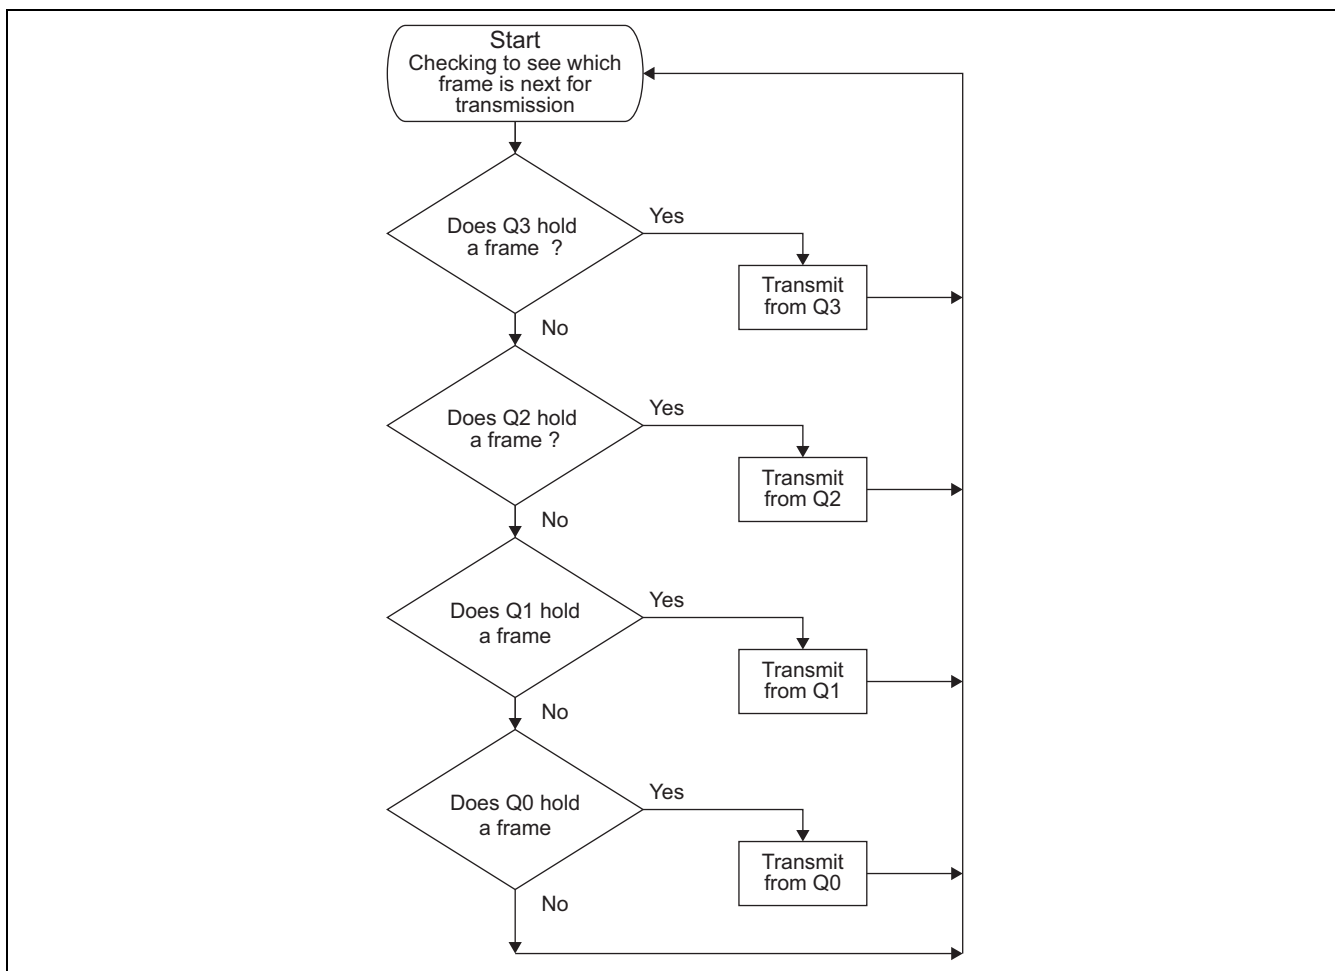 Start
Checking to see which
frame is next for
transmission
Does Q3 hold
a frame ?
Yes
Transmit
from Q3
No
Does Q2 hold
a frame ?
Yes
Transmit
from Q2
No
Does Q1 hold
a frame
Yes
Transmit
from Q1
No
Does Q0 hold
a frame
Yes
Transmit
from Q0
No